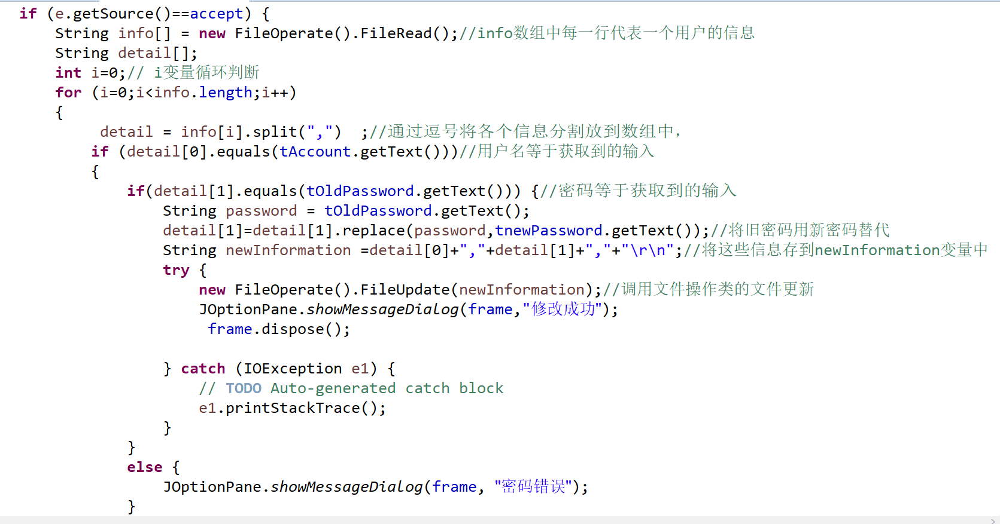 if (e.getSource()==accept) {
String info[] = new FileOperate().FileRead();//info数组中每一行代表一个用户的信息
String detail[];
int i=0;// i变量循环判断
for (i=0;i<info.length;i++)
{
detail = info[i].split(",")  ;//通过逗号将各个信息分割放到数组中，
if (detail[0].equals(tAccount.getText()))//用户名等于获取到的输入
{
if(detail[1].equals(tOldPassword.getText())) {//密码等于获取到的输入
String password = tOldPassword.getText();
detail[1]=detail[1].replace(password,tnewPassword.getText());//将旧密码用新密码替代
String newInformation =detail[0]+","+detail[1]+","+"\r\n";//将这些信息存到newInformation变量中
try {
new FileOperate().FileUpdate(newInformation);//调用文件操作类的文件更新
JOptionPane.showMessageDialog(frame,"修改成功");
frame.dispose();
} catch (IOException e1) {
// TODO Auto-generated catch block
e1.printStackTrace();
}
}
else {
JOptionPane.showMessageDialog(frame, "密码错误");
}